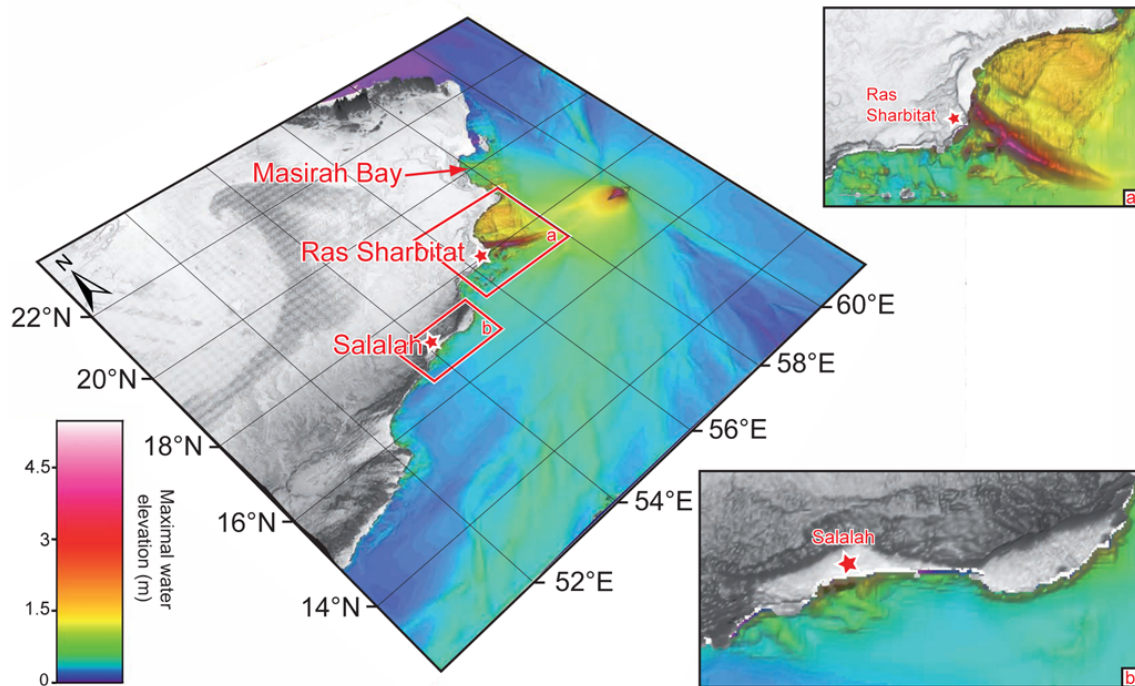 Ras
Sharbitat
a
Masirah Bay
Ras Sharbitat
a
b
Salalah
N
22°N
20°N
18°N
16°N
14°N
60°E
58°E
56°E
54°E
52°E
4.5
3
1.5
0
Maximal water
elevation (m)
Salalah
b